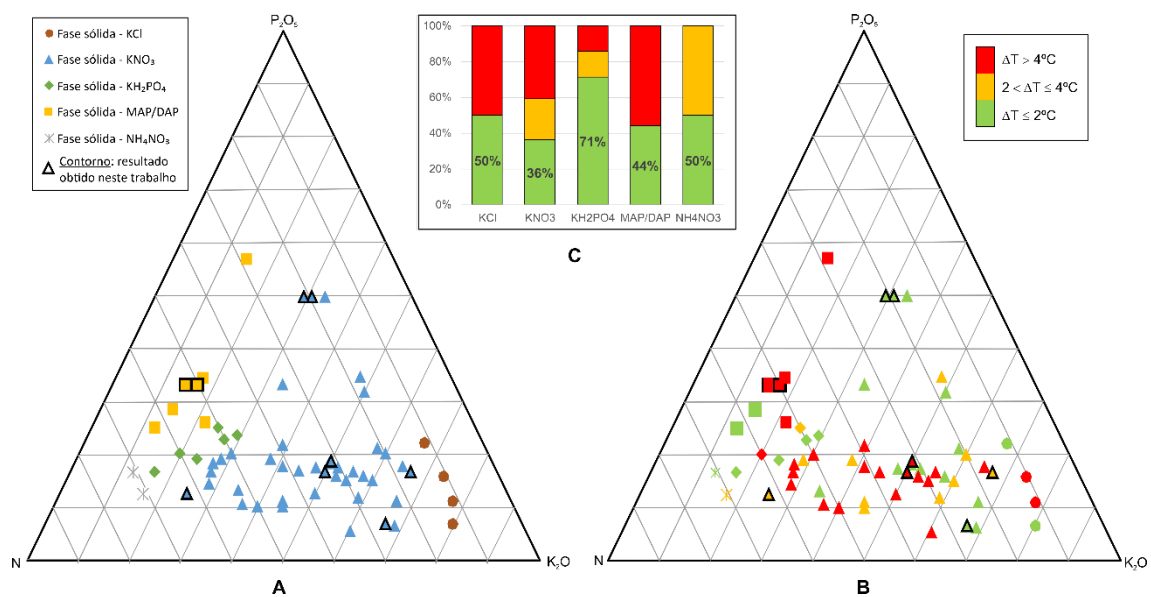 P₂O₅
Fase sólida - KCl
Fase sólida - KNO₃
Fase sólida - KH₂PO₄
Fase sólida - MAP/DAP
Fase sólida - NH₄NO₃
Contorno: resultado
obtido neste trabalho
N
K₂O
A
100%
80%
60%
40%
20%
0%
50%
36%
71%
44%
50%
KCl
KNO3
KH2PO4
MAP/DAP
NH4NO3
C
P₂O₅
ΔT > 4ºC
2 < ΔT ≤ 4ºC
ΔT ≤ 2ºC
N
K₂O
B